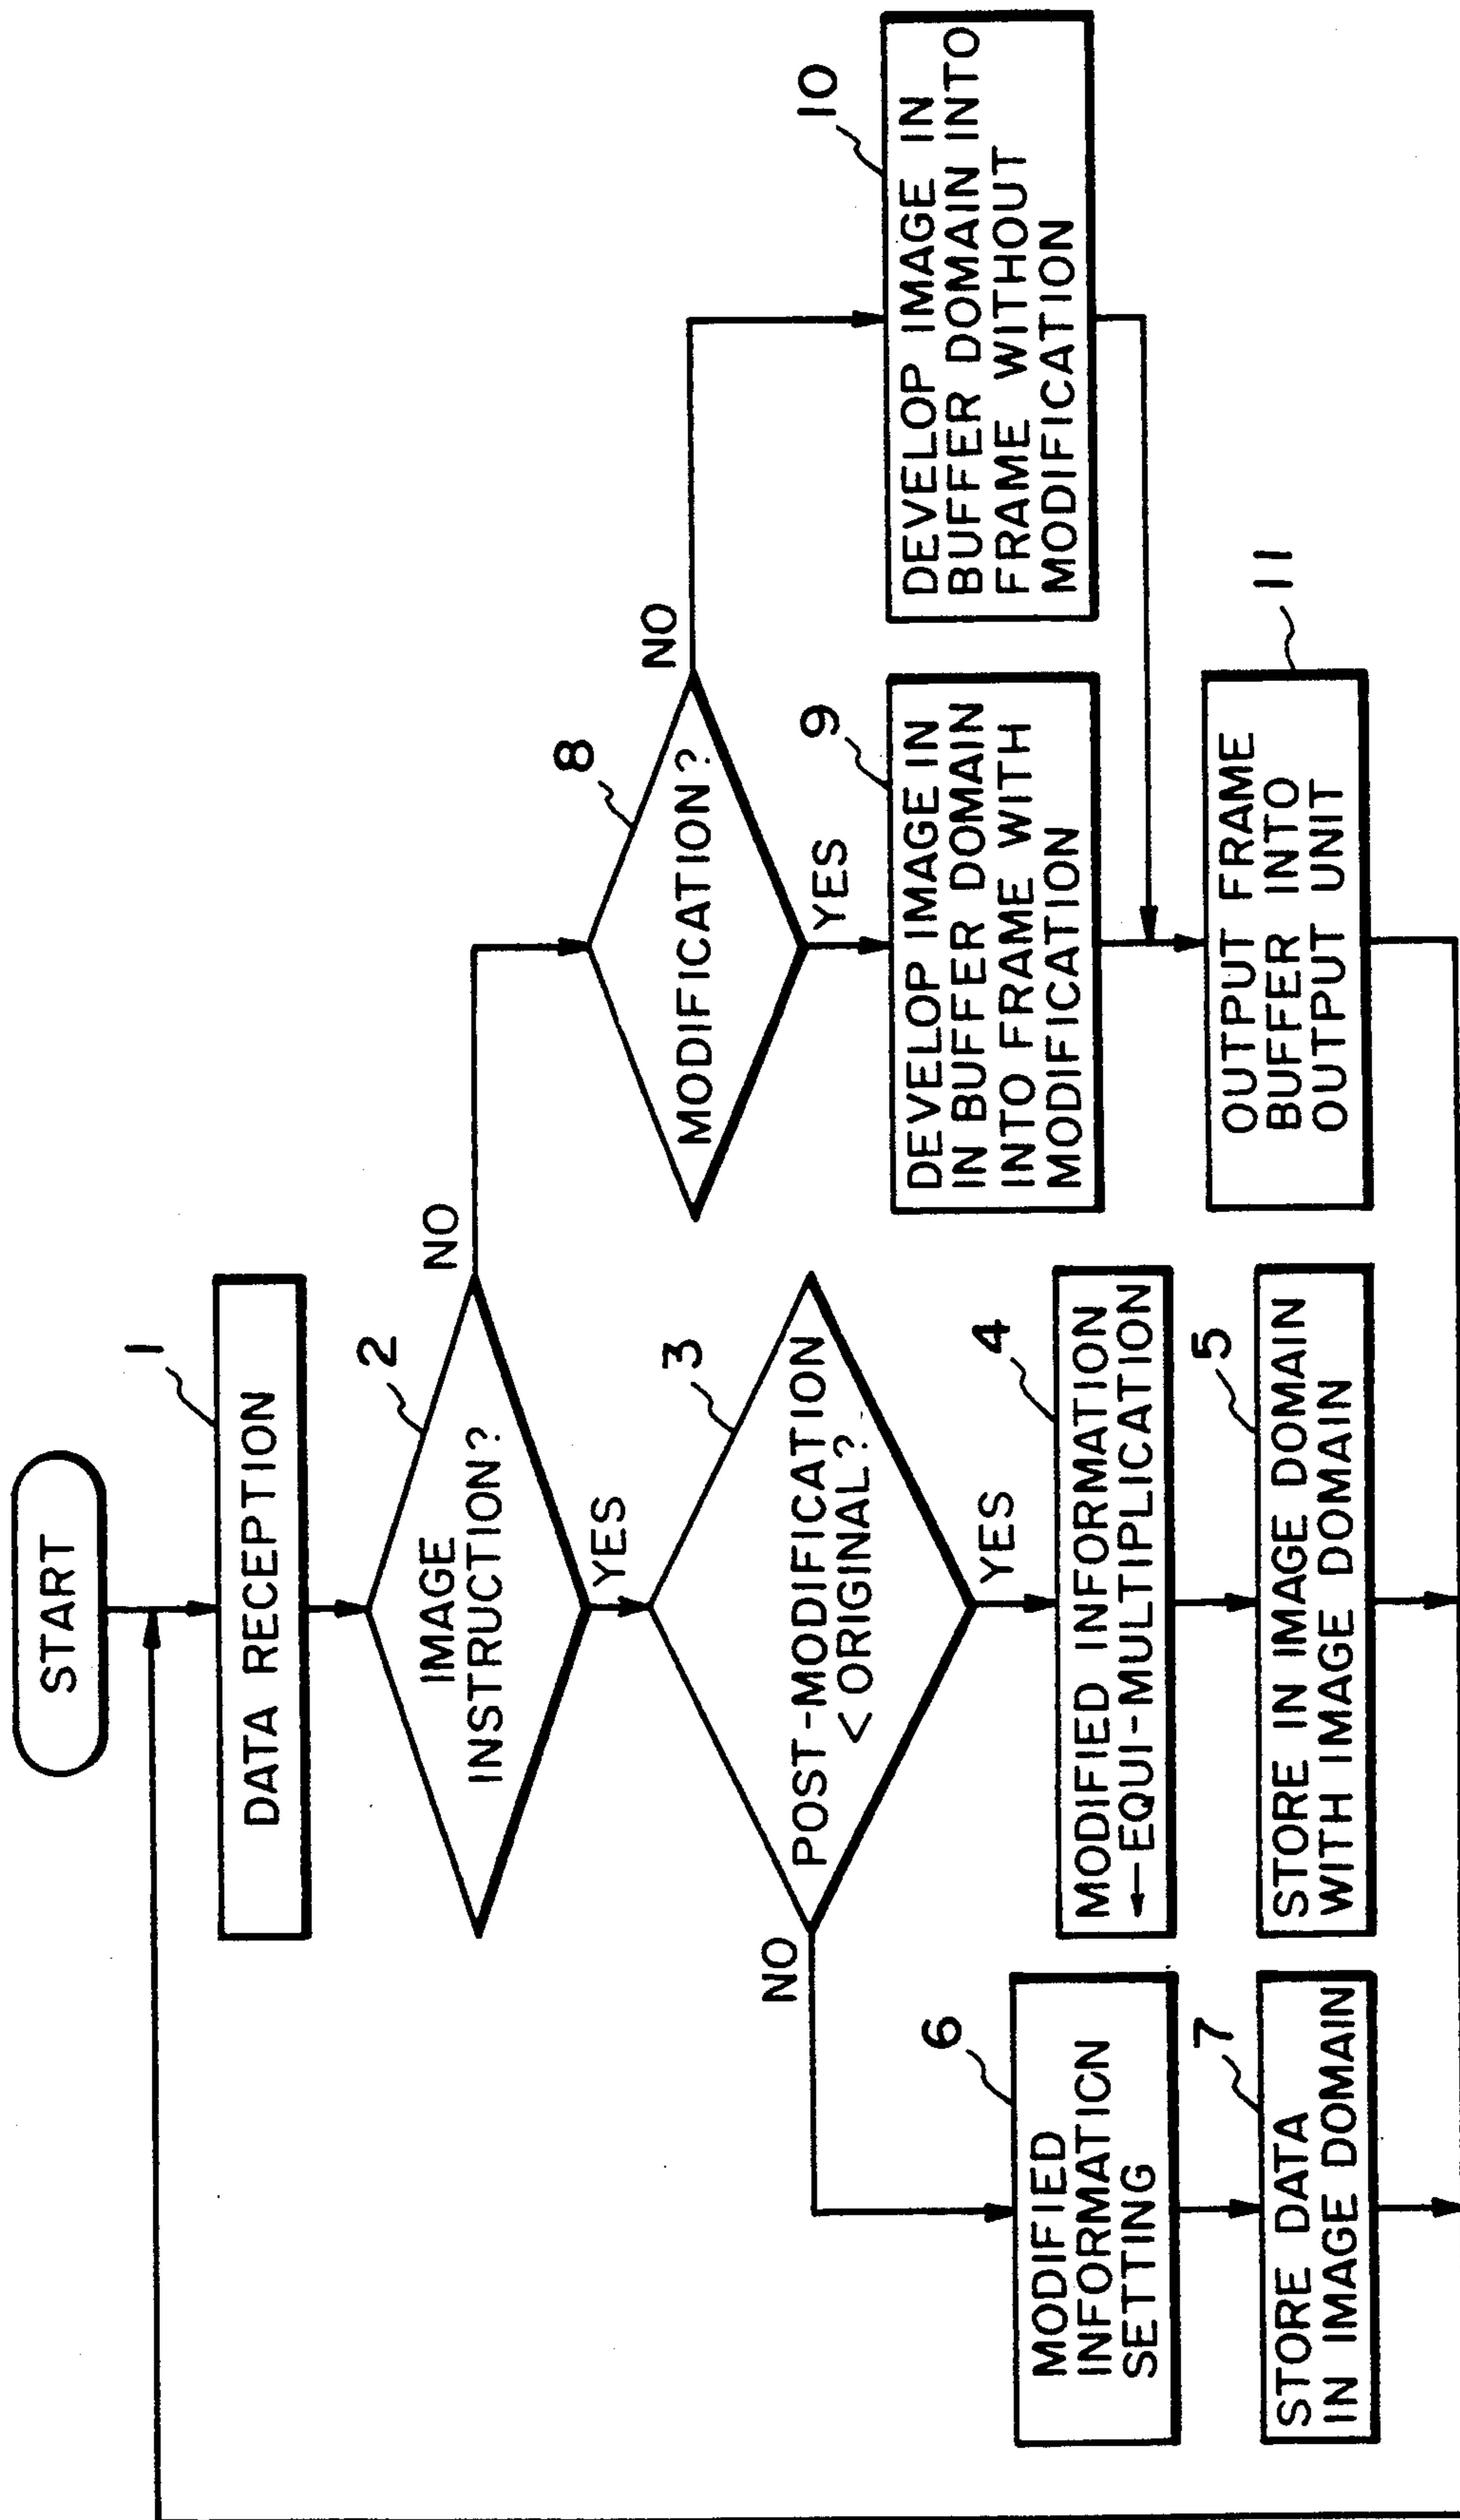 START
1
DATA RECEPTION
2
IMAGE
INSTRUCTION?
NO
YES
3
POST-MODIFICATION
< ORIGINAL?
NO
YES
4
MODIFIED INFORMATION
←EQUI-MULTIPLICATION
5
STORE IN IMAGE DOMAIN
WITH IMAGE DOMAIN
6
MODIFIED
INFORMATICN
SETTING
7
STORE DATA
IN IMAGE DOMAIN
8
MODIFICATION?
NO
YES
9
DEVELOP IMAGE IN
IN BUFFER DOMAIN
INTO FRAME WITH
MODIFICATION
10
DEVELOP IMAGE IN
BUFFER DOMAIN INTO
FRAME WITHOUT
MODIFICATION
11
OUTPUT FRAME
BUFFER INTO
OUTPUT UNIT